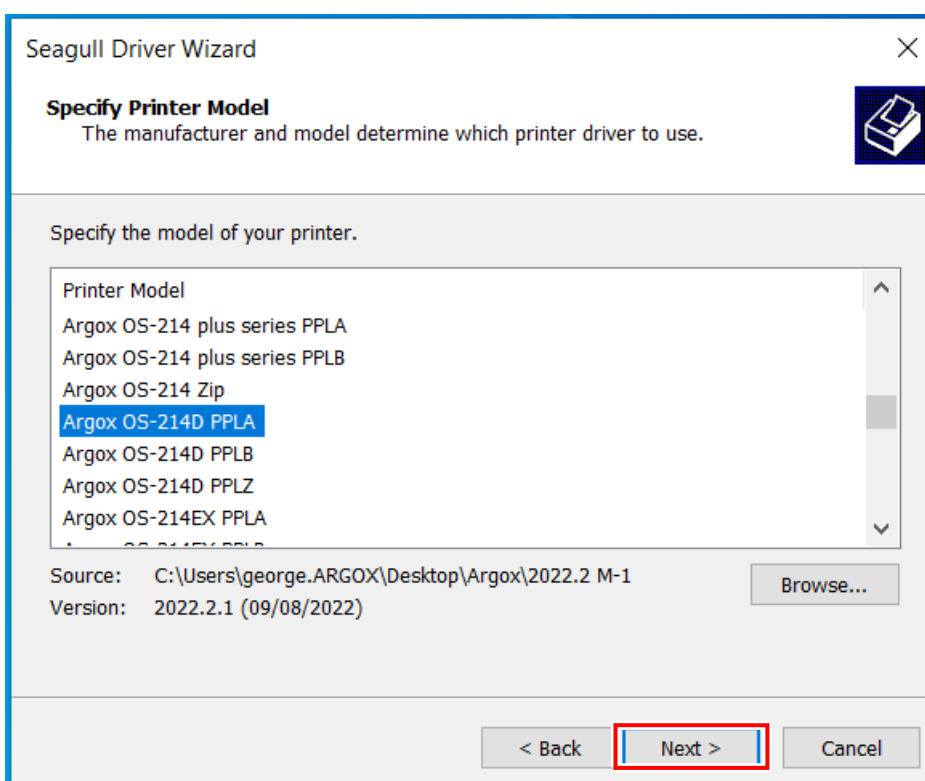 Seagull Driver Wizard
Specify Printer Model
The manufacturer and model determine which printer driver to use.
Specify the model of your printer.
Printer Model
Argox OS-214 plus series PPLA
Argox OS-214 plus series PPLB
Argox OS-214 Zip
Argox OS-214D PPLA
Argox OS-214D PPLB
Argox OS-214D PPLZ
Argox OS-214EX PPLA
Source: C:\Users\george.ARGOX\Desktop\Argox\2022.2 M-1
Browse...
Version: 2022.2.1 (09/08/2022)
< Back Next > Cancel